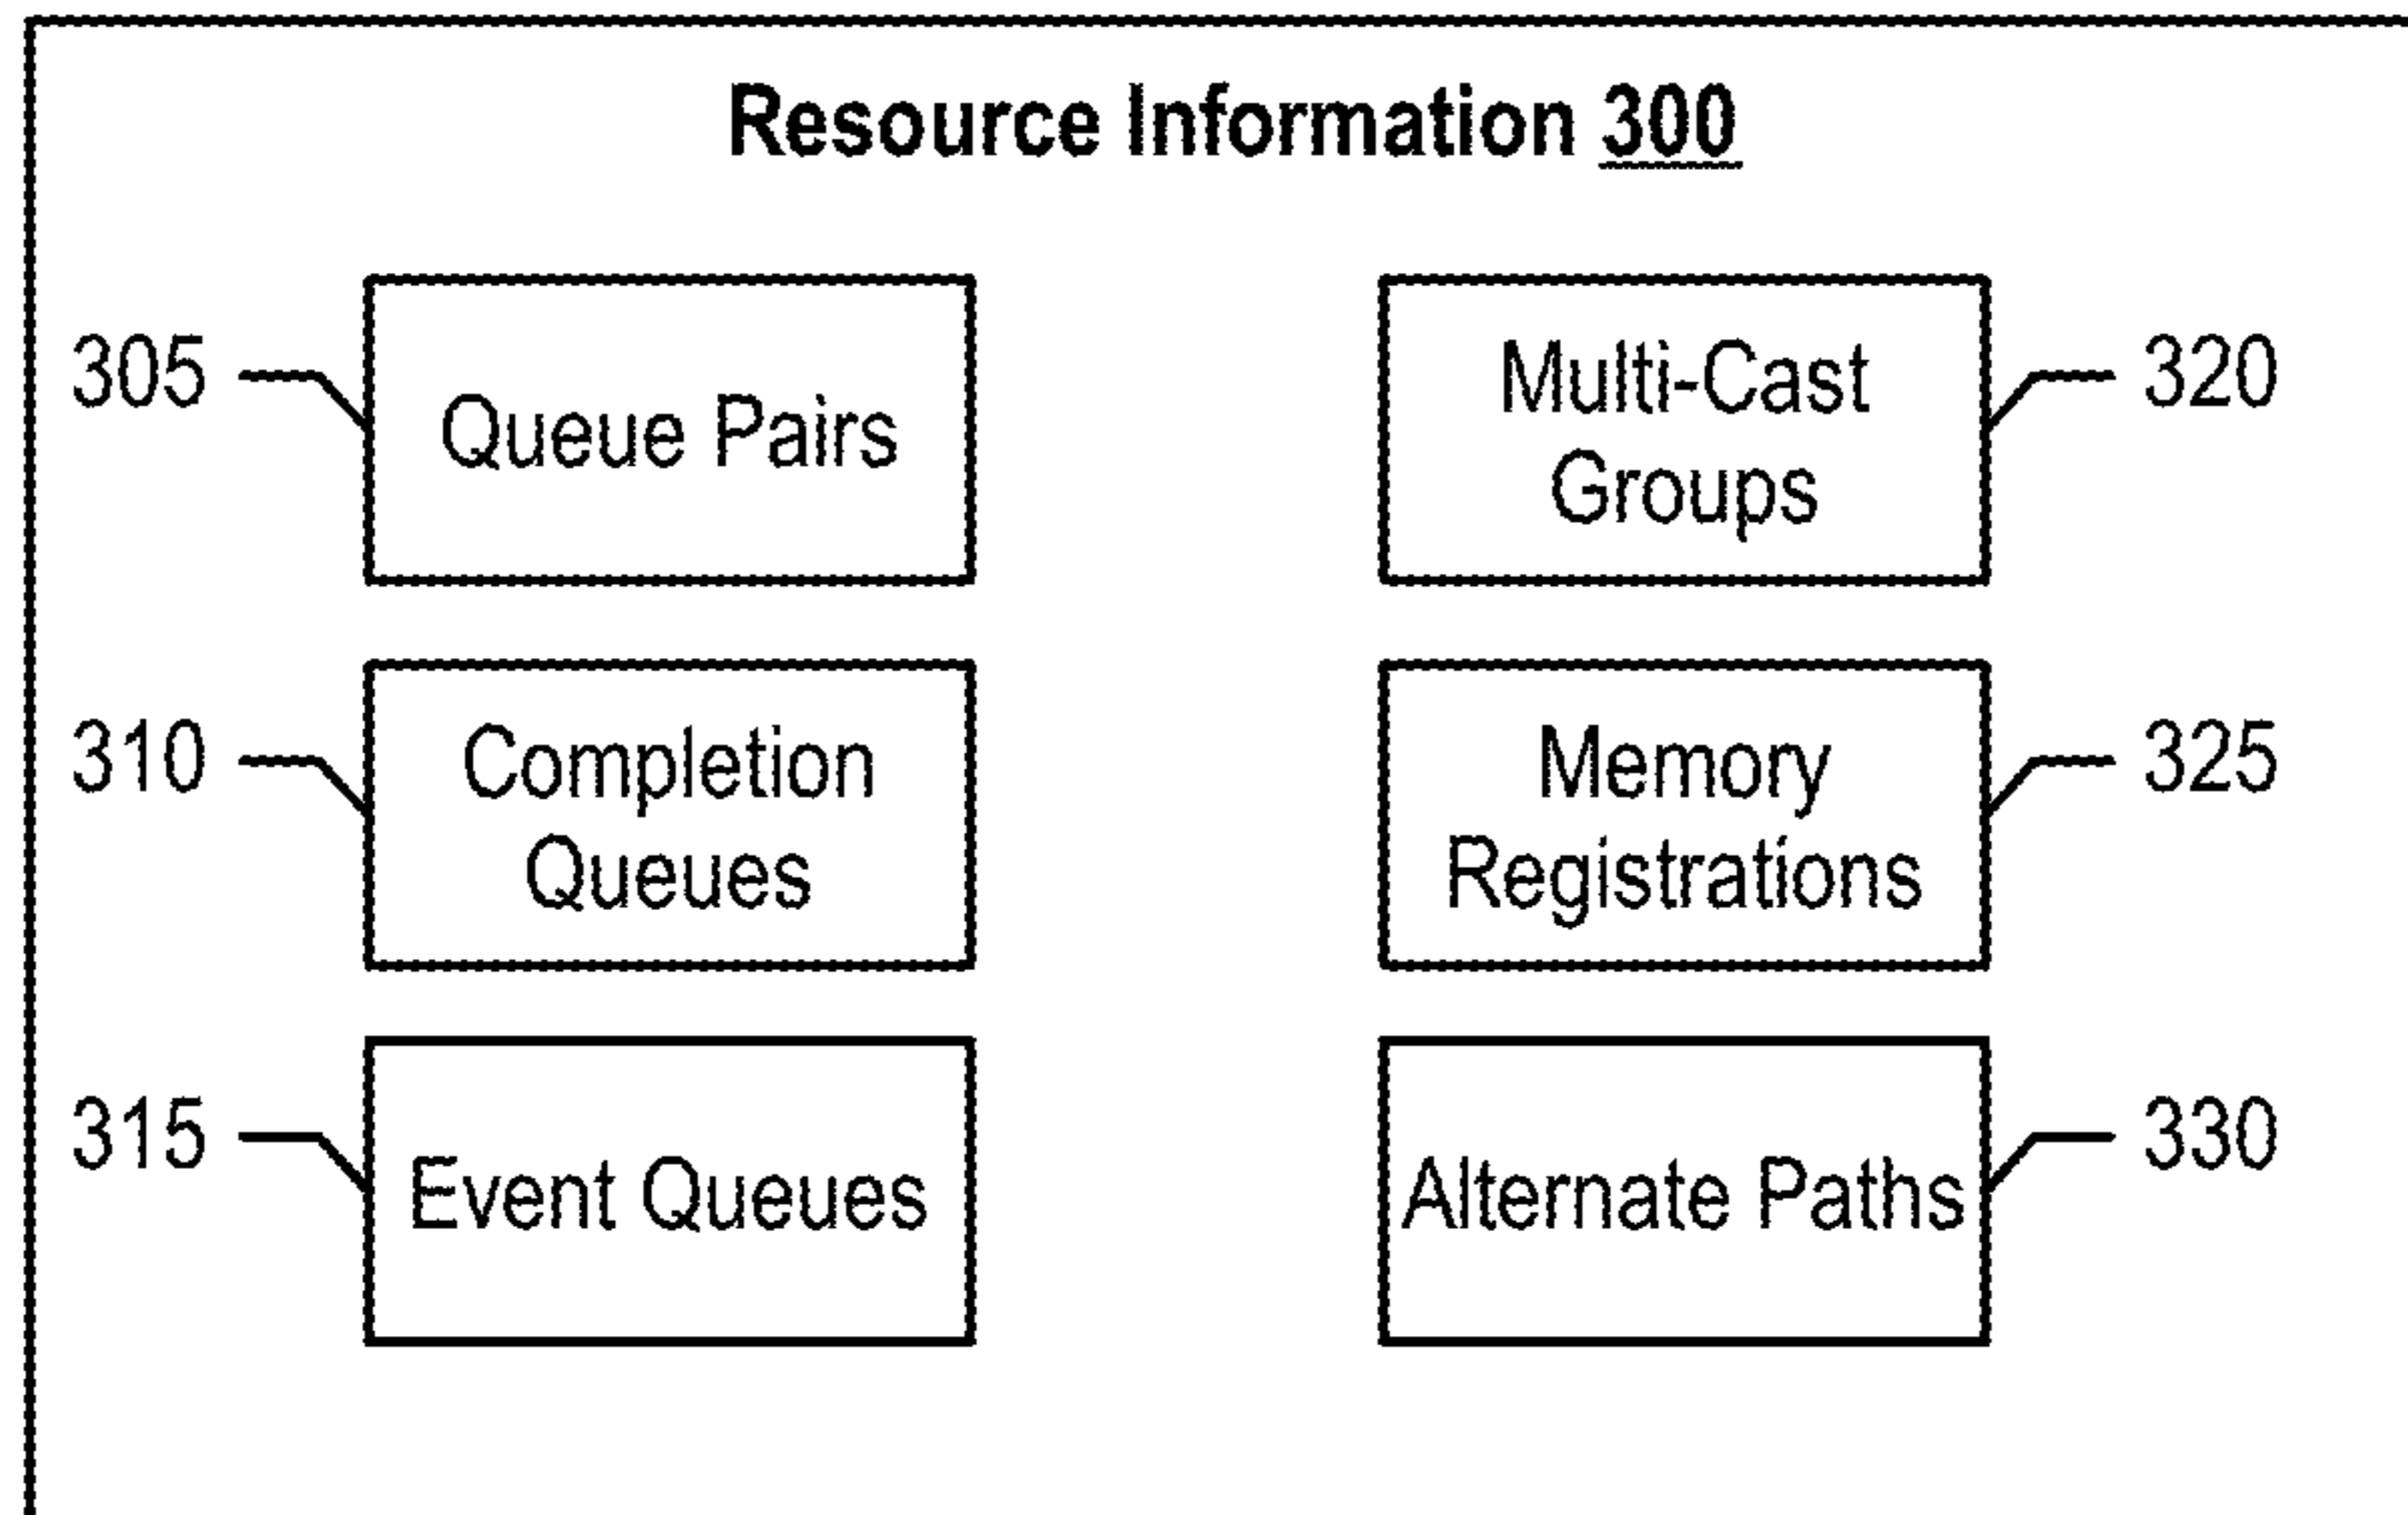 Resource Information 300
305
Queue Pairs
Multi-Cast
Groups
320
310
Completion
Queues
Memory
Registrations
325
315
Event Queues
Alternate Paths
330